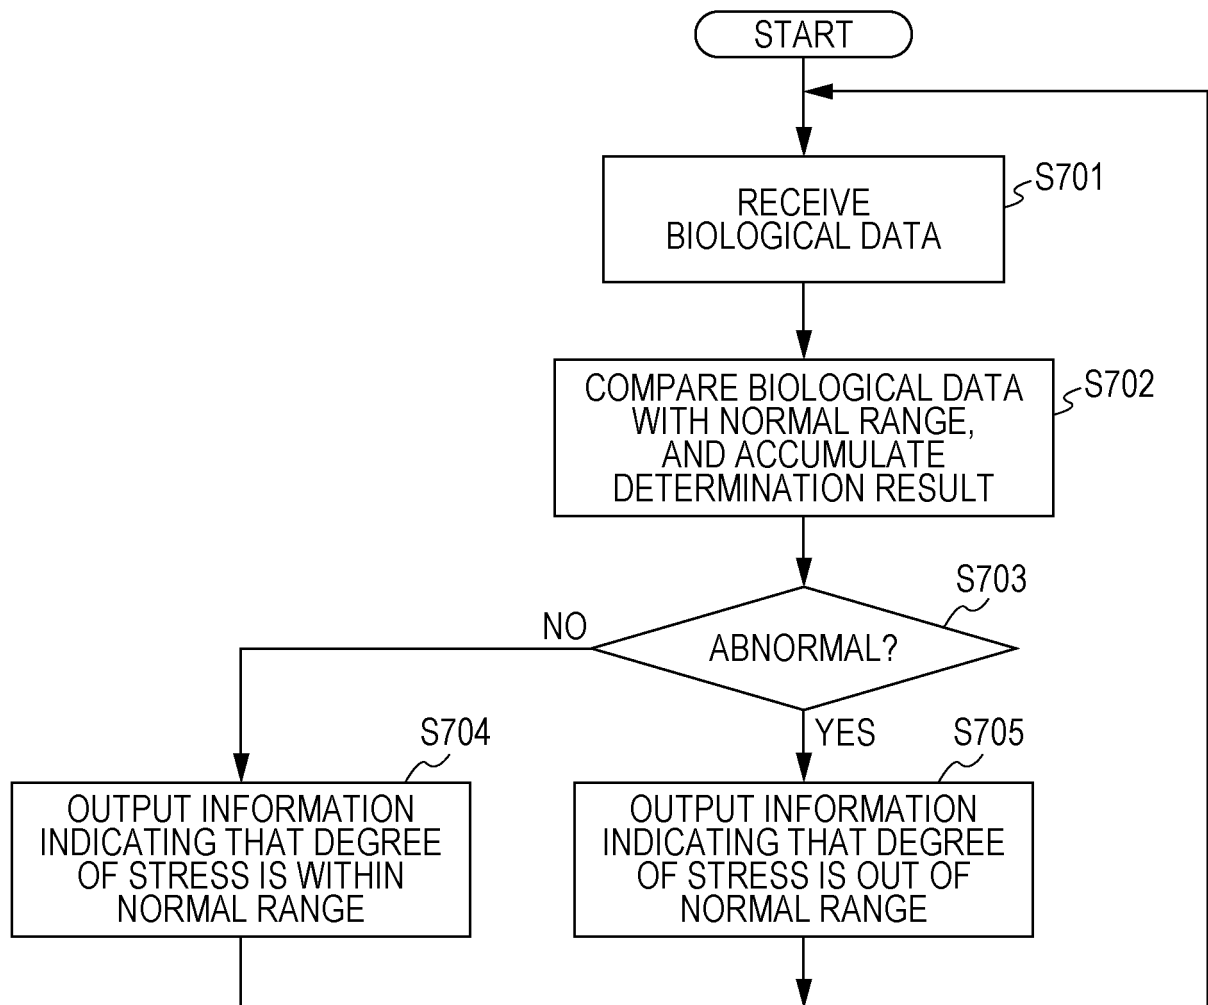 START
S701
RECEIVE
BIOLOGICAL DATA
S702
COMPARE BIOLOGICAL DATA
WITH NORMAL RANGE,
AND ACCUMULATE
DETERMINATION RESULT
S703
NO
ABNORMAL?
YES
S704
OUTPUT INFORMATION
INDICATING THAT DEGREE
OF STRESS IS WITHIN
NORMAL RANGE
S705
OUTPUT INFORMATION
INDICATING THAT DEGREE
OF STRESS IS OUT OF
NORMAL RANGE